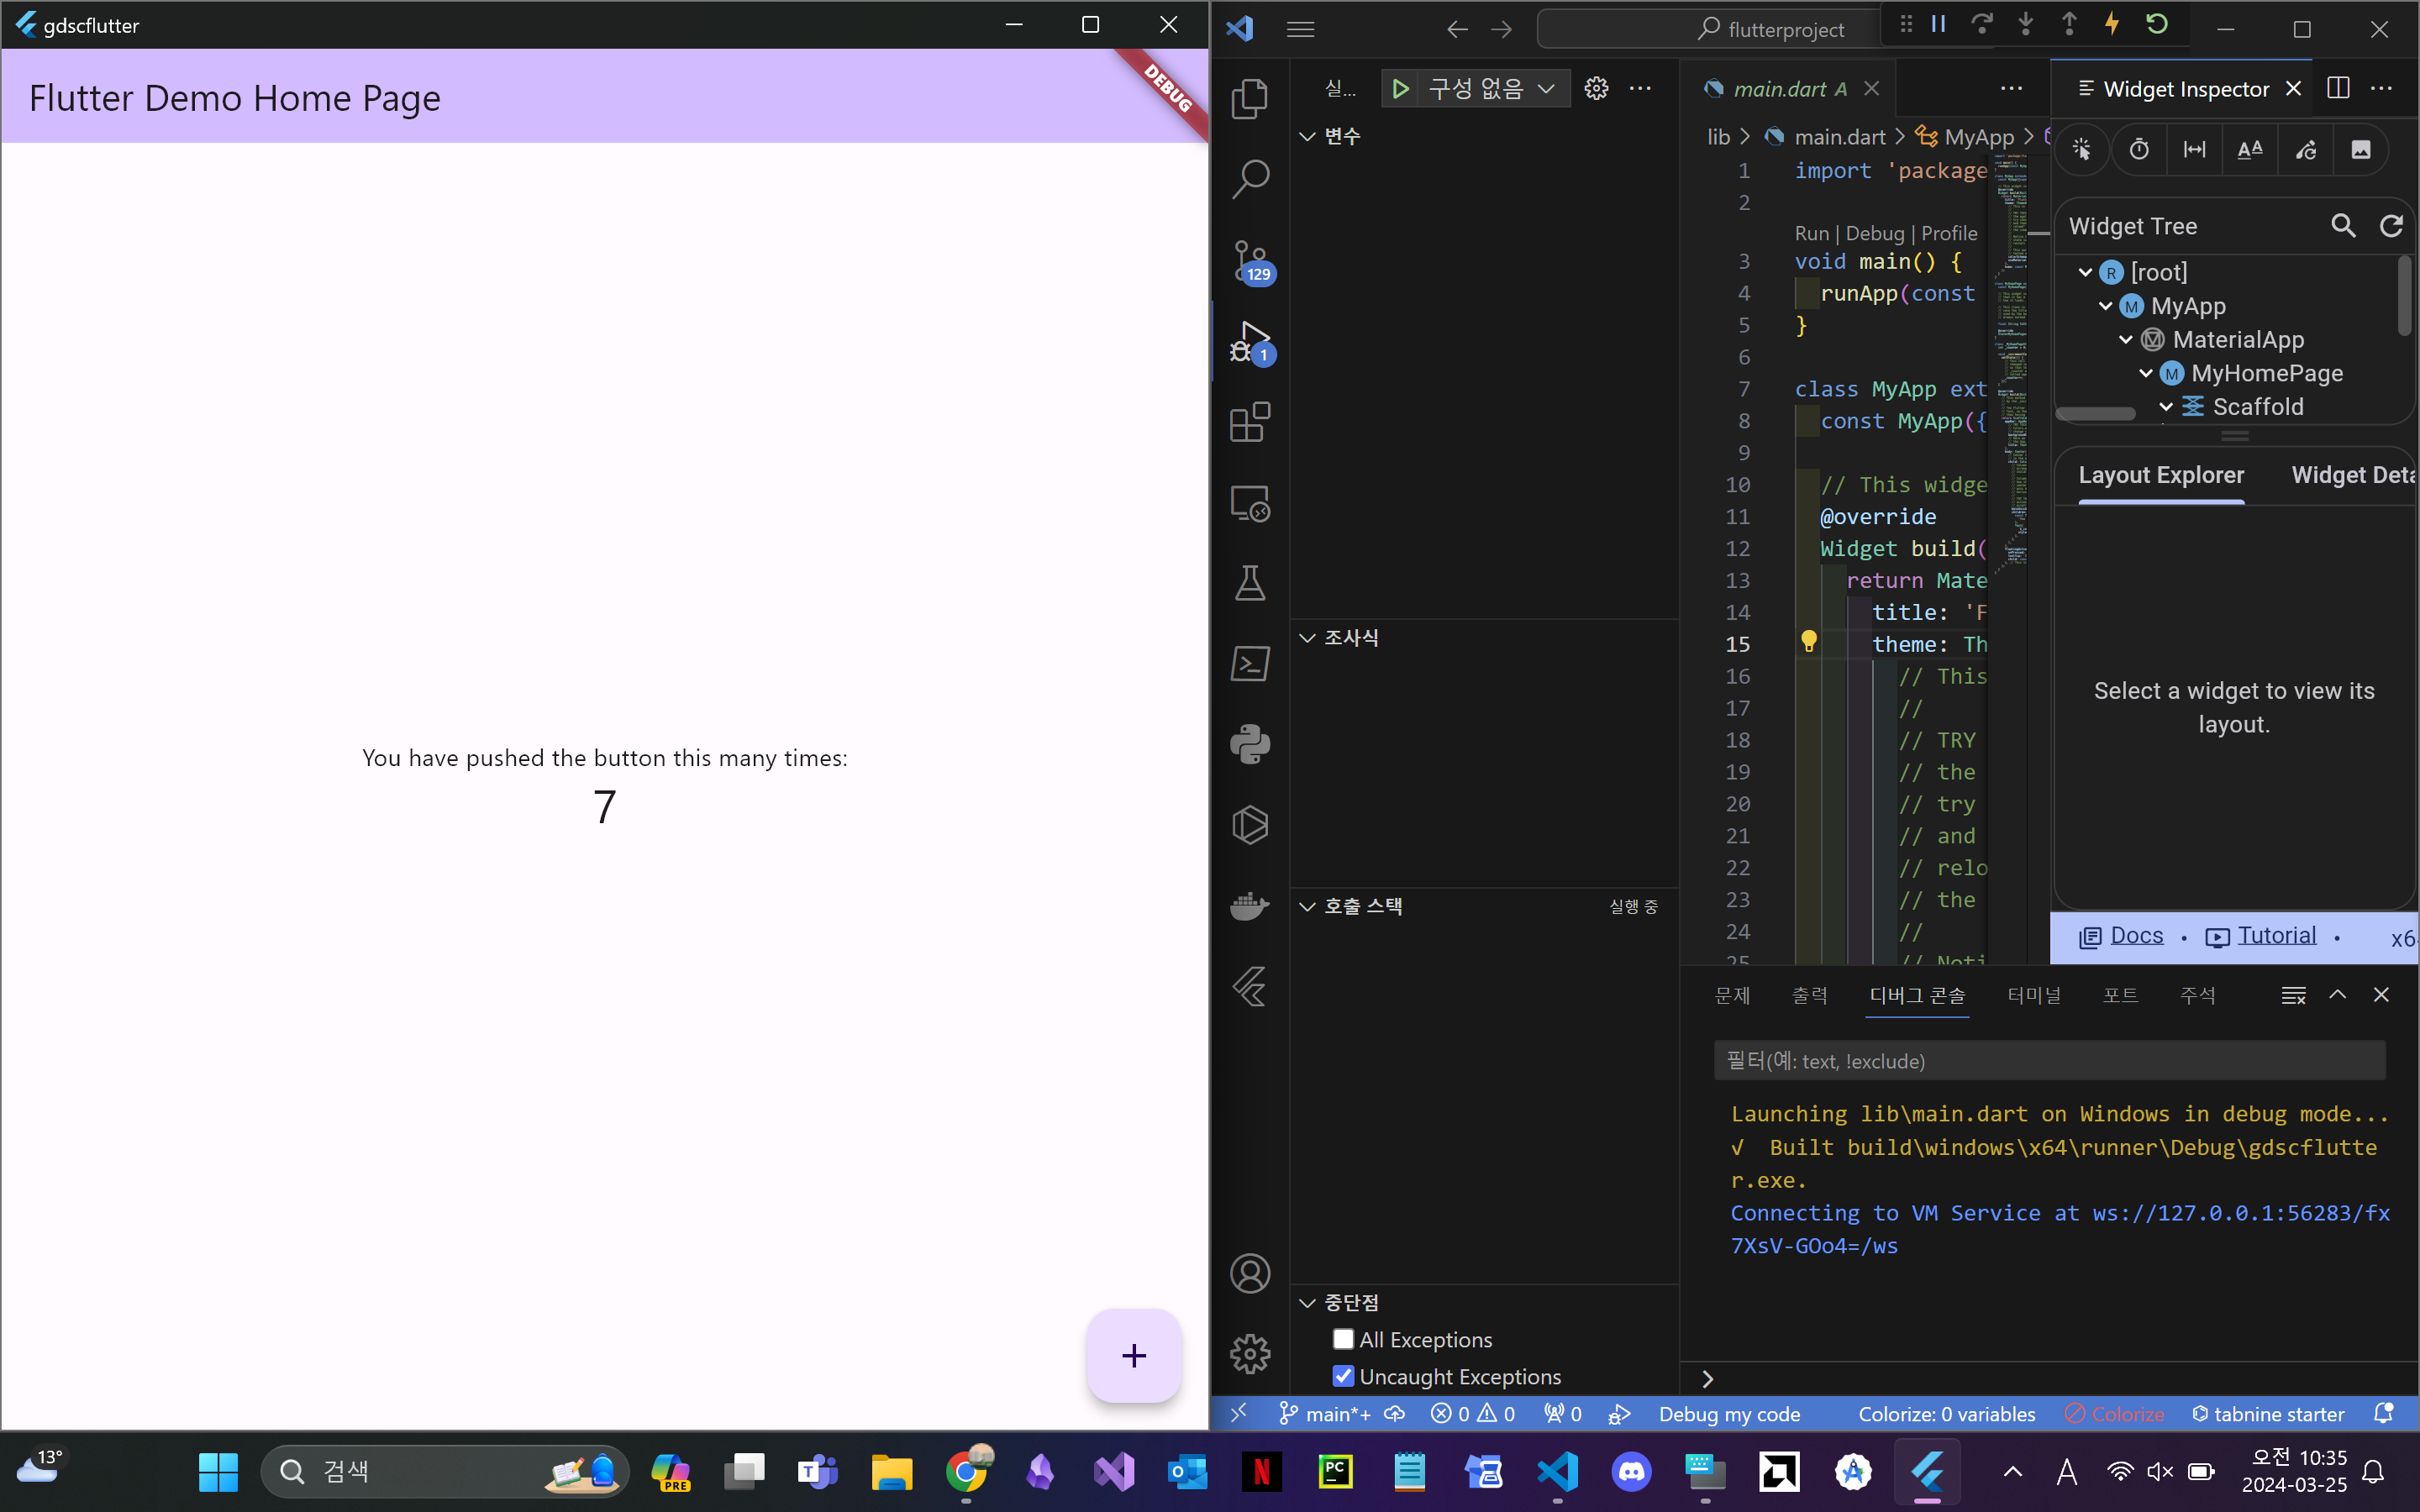 gdscflutter
Flutter Demo Home Page
DEBUG
You have pushed the button this many times:
7
+
flutterproject
129
1
실...
구성 없음
변수
조사식
호출 스택
실행 중
중단점
All Exceptions
Uncaught Exceptions
main.dart A
lib > main.dart > MyApp >
1 import 'package
2
Run | Debug | Profile
3 void main() {
4 runApp(const
5 }
6
7 class MyApp ext
8 const MyApp({
9
10 // This widge
11 @override
12 Widget build(
13 return Mate
14 title: 'F
15 theme: Th
16 // This
17 //
18 // TRY
19 // the
20 // try
21 // and
22 // relo
23 // the
24 //
25 // Noti
Widget Inspector
Widget Tree
R [root]
M MyApp
MaterialApp
M MyHomePage
Scaffold
Layout Explorer
Widget Deta
Select a widget to view its
layout.
Docs • Tutorial • x6
문제 출력 디버그 콘솔 터미널 포트 주석
필터(예: text, !exclude)
Launching lib\main.dart on Windows in debug mode...
√ Built build\windows\x64\runner\Debug\gdscflutte
r.exe.
Connecting to VM Service at ws://127.0.0.1:56283/fx
7XsV-GOo4=/ws
main*+ 0 0 0 Debug my code Colorize: 0 variables Colorize tabnine starter
13°
검색
PRE
PC
A
오전 10:35
2024-03-25